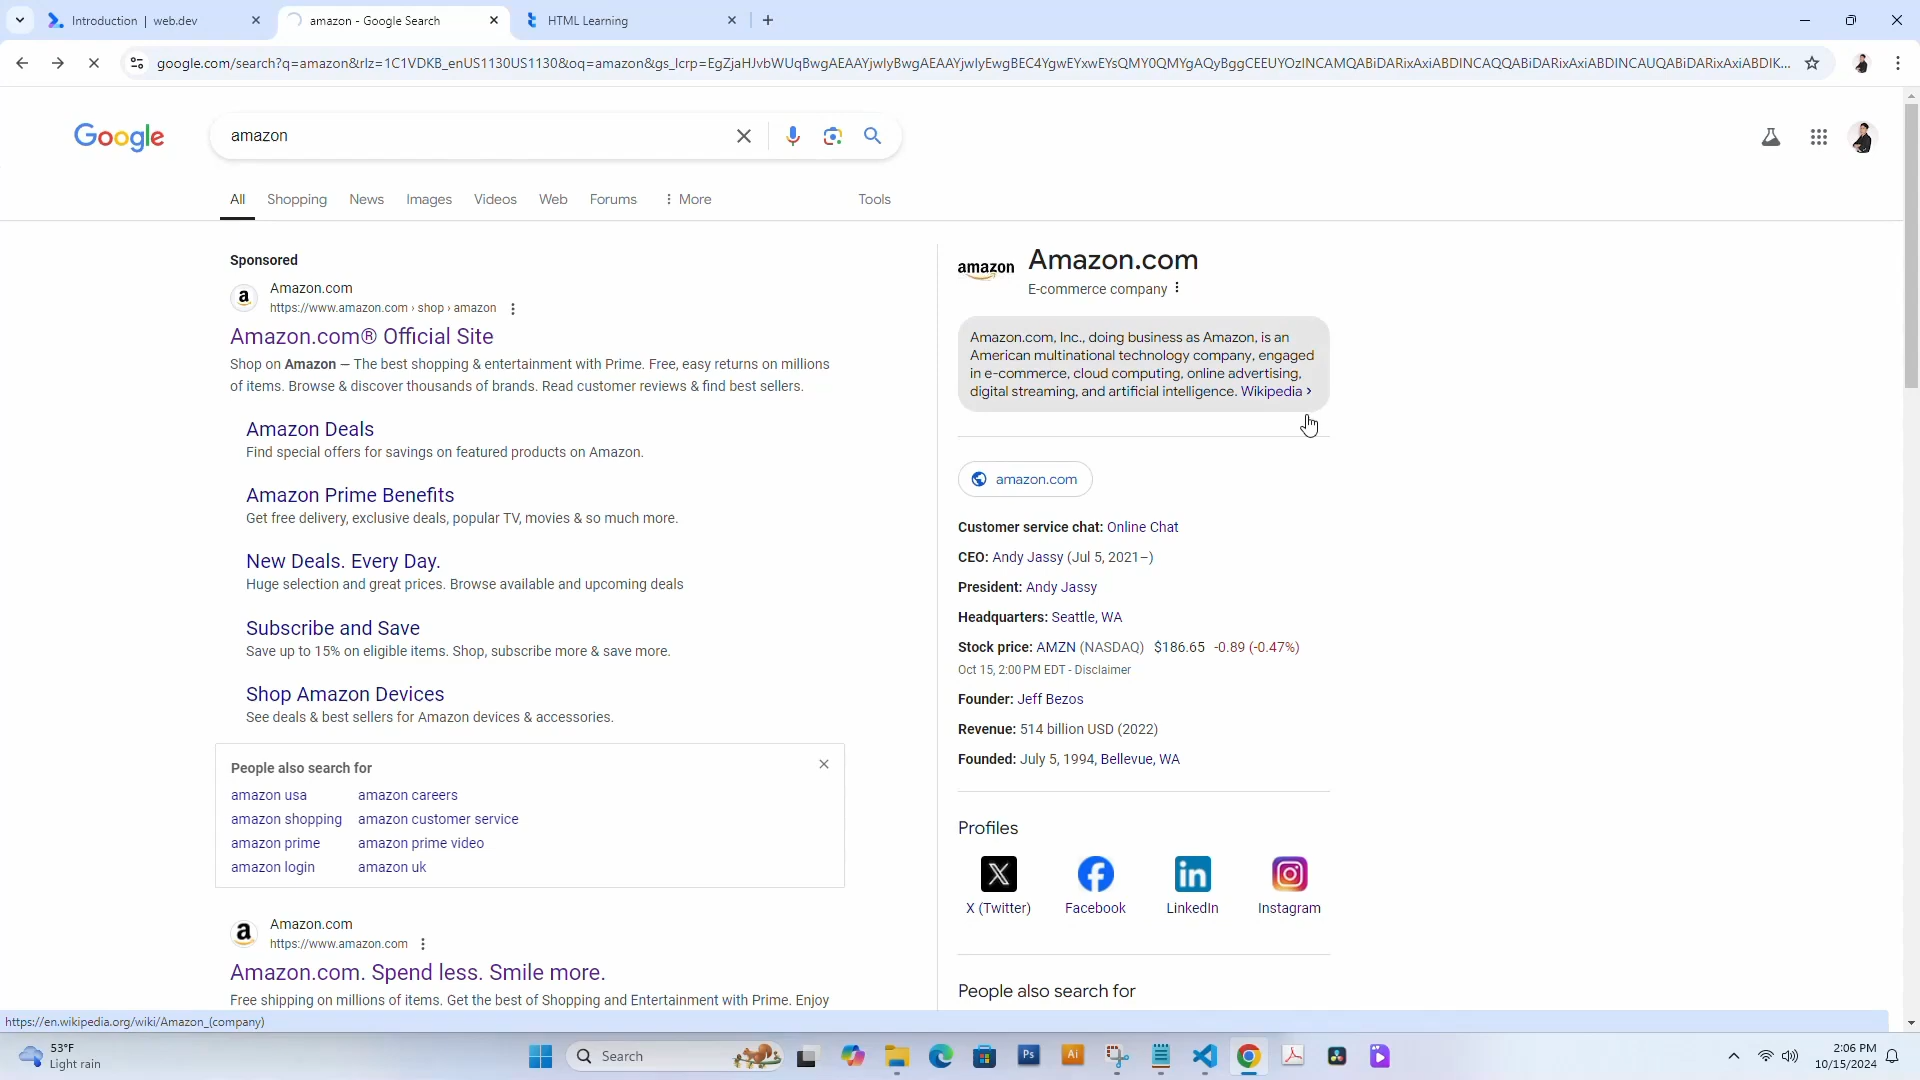 Introduction | web.dev
amazon - Google Search
HTML Learning
google.com/search?q=amazon&rlz=1C1VDKB_enUS1130US1130&oq=amazon&gs_lcrp=EgZjaHJvbWUqBwgAEAAYjwIyBwgAEAAYjwIyEwgBEC4YgwEYxwEYsQMY0QMYgAQyBggCEEUYOzINCAMQABiDARixAxiABDINCAQQABiDARixAxiABDINCAUQABiDARixAxiABDIK...
Google
amazon
All
Shopping
News
Images
Videos
Web
Forums
More
Tools
Sponsored
Amazon.com
https://www.amazon.com › shop › amazon
Amazon.com® Official Site
Shop on Amazon — The best shopping & entertainment with Prime. Free, easy returns on millions
of items. Browse & discover thousands of brands. Read customer reviews & find best sellers.
Amazon Deals
Find special offers for savings on featured products on Amazon.
Amazon Prime Benefits
Get free delivery, exclusive deals, popular TV, movies & so much more.
New Deals. Every Day.
Huge selection and great prices. Browse available and upcoming deals
Subscribe and Save
Save up to 15% on eligible items. Shop, subscribe more & save more.
Shop Amazon Devices
See deals & best sellers for Amazon devices & accessories.
People also search for
amazon usa
amazon careers
amazon shopping
amazon customer service
amazon prime
amazon prime video
amazon login
amazon uk
Amazon.com
https://www.amazon.com
Amazon.com. Spend less. Smile more.
Free shipping on millions of items. Get the best of Shopping and Entertainment with Prime. Enjoy
amazon
Amazon.com
E-commerce company
Amazon.com, Inc., doing business as Amazon, is an
American multinational technology company, engaged
in e-commerce, cloud computing, online advertising,
digital streaming, and artificial intelligence. Wikipedia ›
amazon.com
Customer service chat: Online Chat
CEO: Andy Jassy (Jul 5, 2021–)
President: Andy Jassy
Headquarters: Seattle, WA
Stock price: AMZN (NASDAQ) $186.65 -0.89 (-0.47%)
Oct 15, 2:00 PM EDT - Disclaimer
Founder: Jeff Bezos
Revenue: 514 billion USD (2022)
Founded: July 5, 1994, Bellevue, WA
Profiles
X (Twitter)
Facebook
LinkedIn
Instagram
People also search for
https://en.wikipedia.org/wiki/Amazon_(company)
53°F
Light rain
Search
Ps
Ai
2:06 PM
10/15/2024